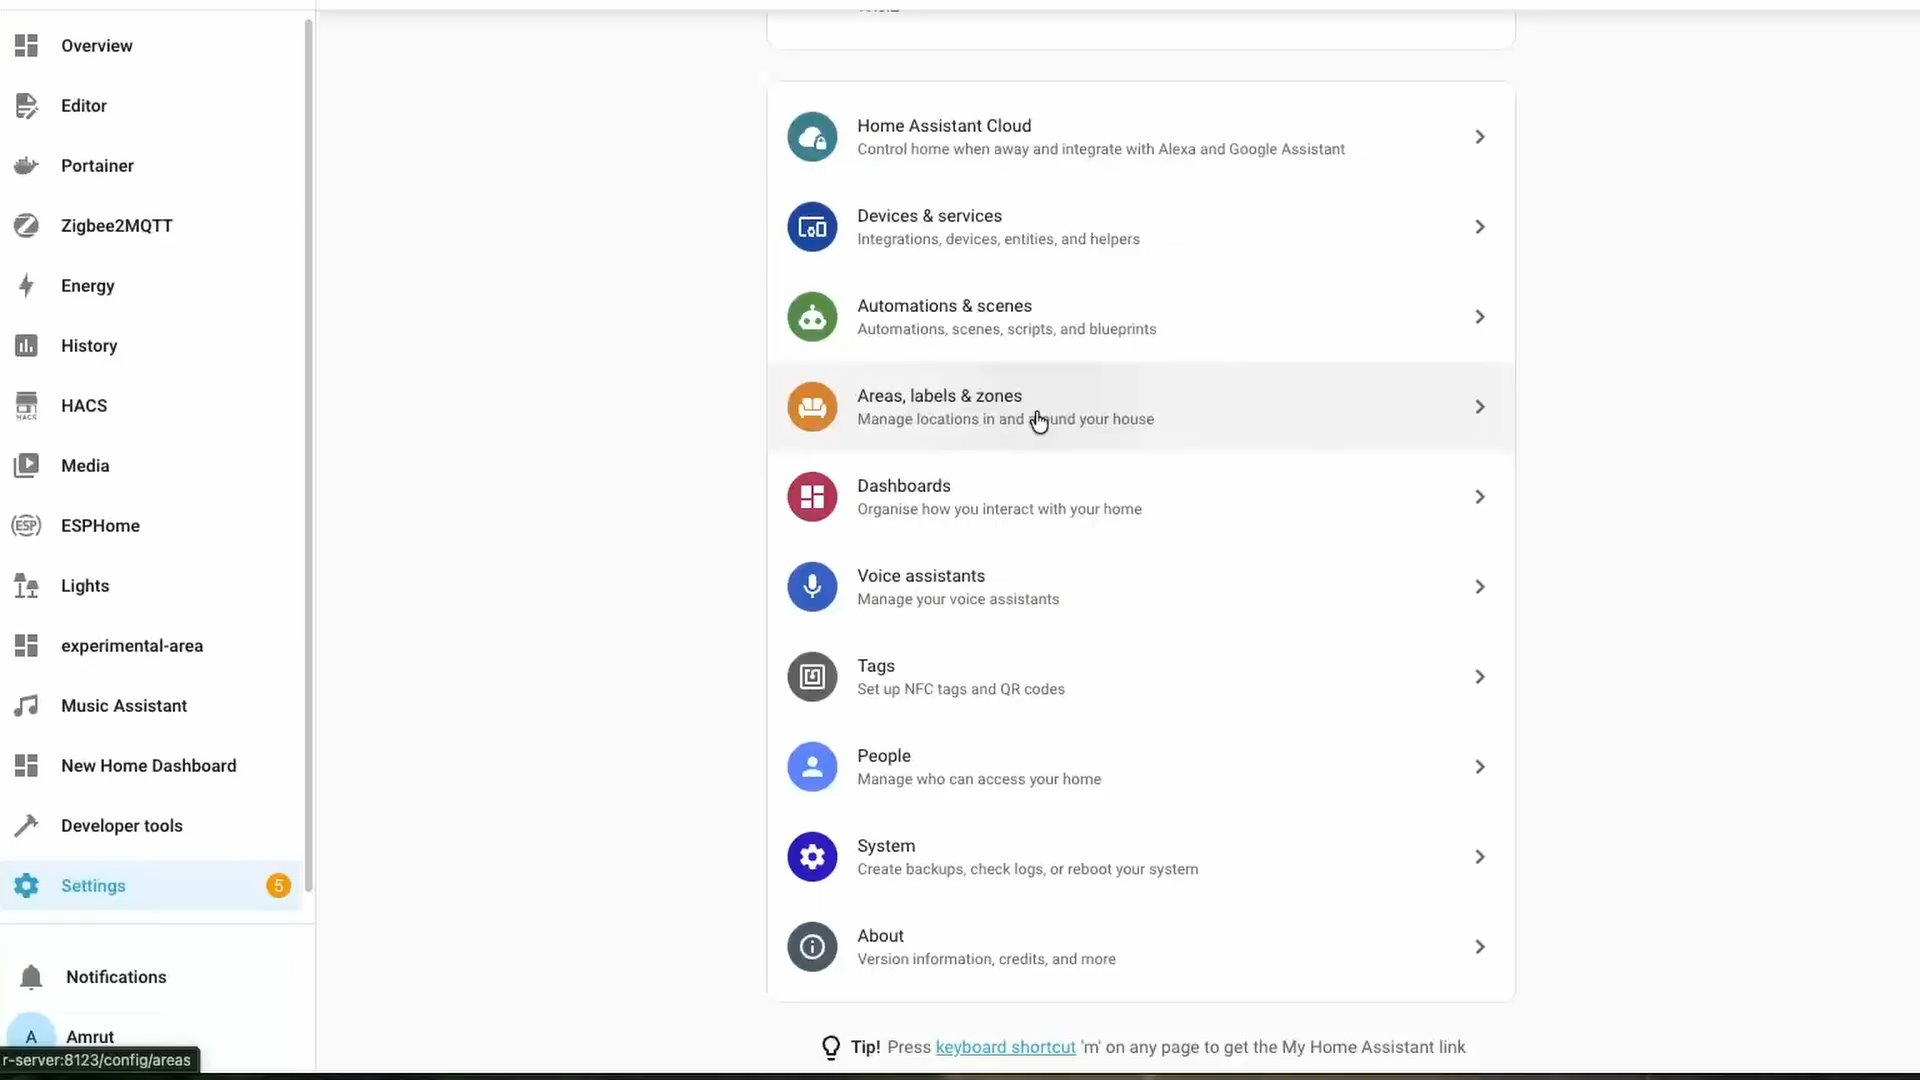 Overview
Editor
Portainer
Zigbee2MQTT
Energy
History
HACS
HACS
Media
ESP
ESPHome
Lights
experimental-area
Music Assistant
New Home Dashboard
Developer tools
Settings
5
Notifications
A
Amrut
r-server:8123/config/areas
Home Assistant Cloud
Control home when away and integrate with Alexa and Google Assistant
Devices & services
Integrations, devices, entities, and helpers
Automations & scenes
Automations, scenes, scripts, and blueprints
Areas, labels & zones
Manage locations in and around your house
Dashboards
Organise how you interact with your home
Voice assistants
Manage your voice assistants
Tags
Set up NFC tags and QR codes
People
Manage who can access your home
System
Create backups, check logs, or reboot your system
About
Version information, credits, and more
Tip! Press keyboard shortcut 'm' on any page to get the My Home Assistant link